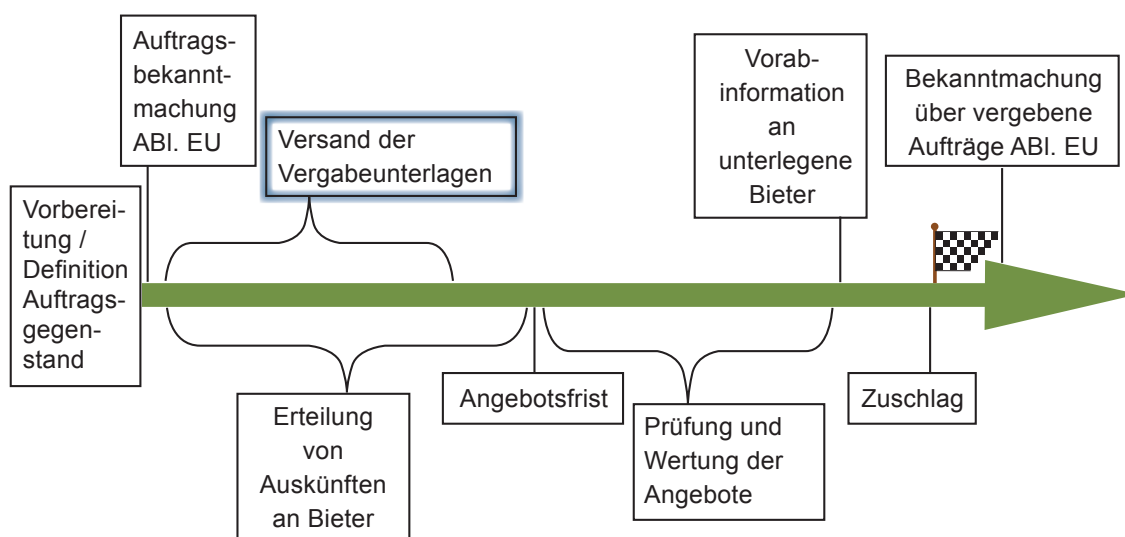 Auftrags-
bekannt-
machung
ABl. EU
Versand der
Vergabeunterlagen
Vorab-
information
an
unterlegene
Bieter
Bekanntmachung
über vergebene
Aufträge ABl. EU
Vorberei-
tung /
Definition
Auftrags-
gegen-
stand
Erteilung
von
Auskünften
an Bieter
Angebotsfrist
Prüfung und
Wertung der
Angebote
Zuschlag